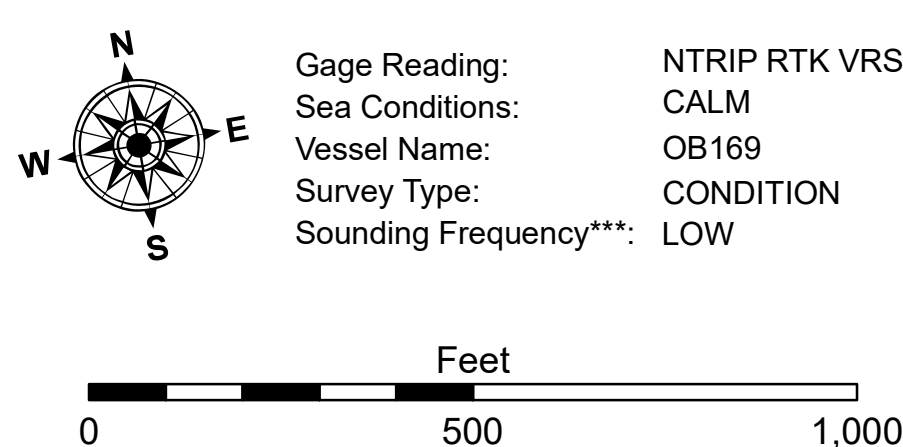 N
W E
S
Gage Reading: NTRIP RTK VRS
Sea Conditions: CALM
Vessel Name: OB169
Survey Type: CONDITION
Sounding Frequency***: LOW
Feet
0 500 1,000